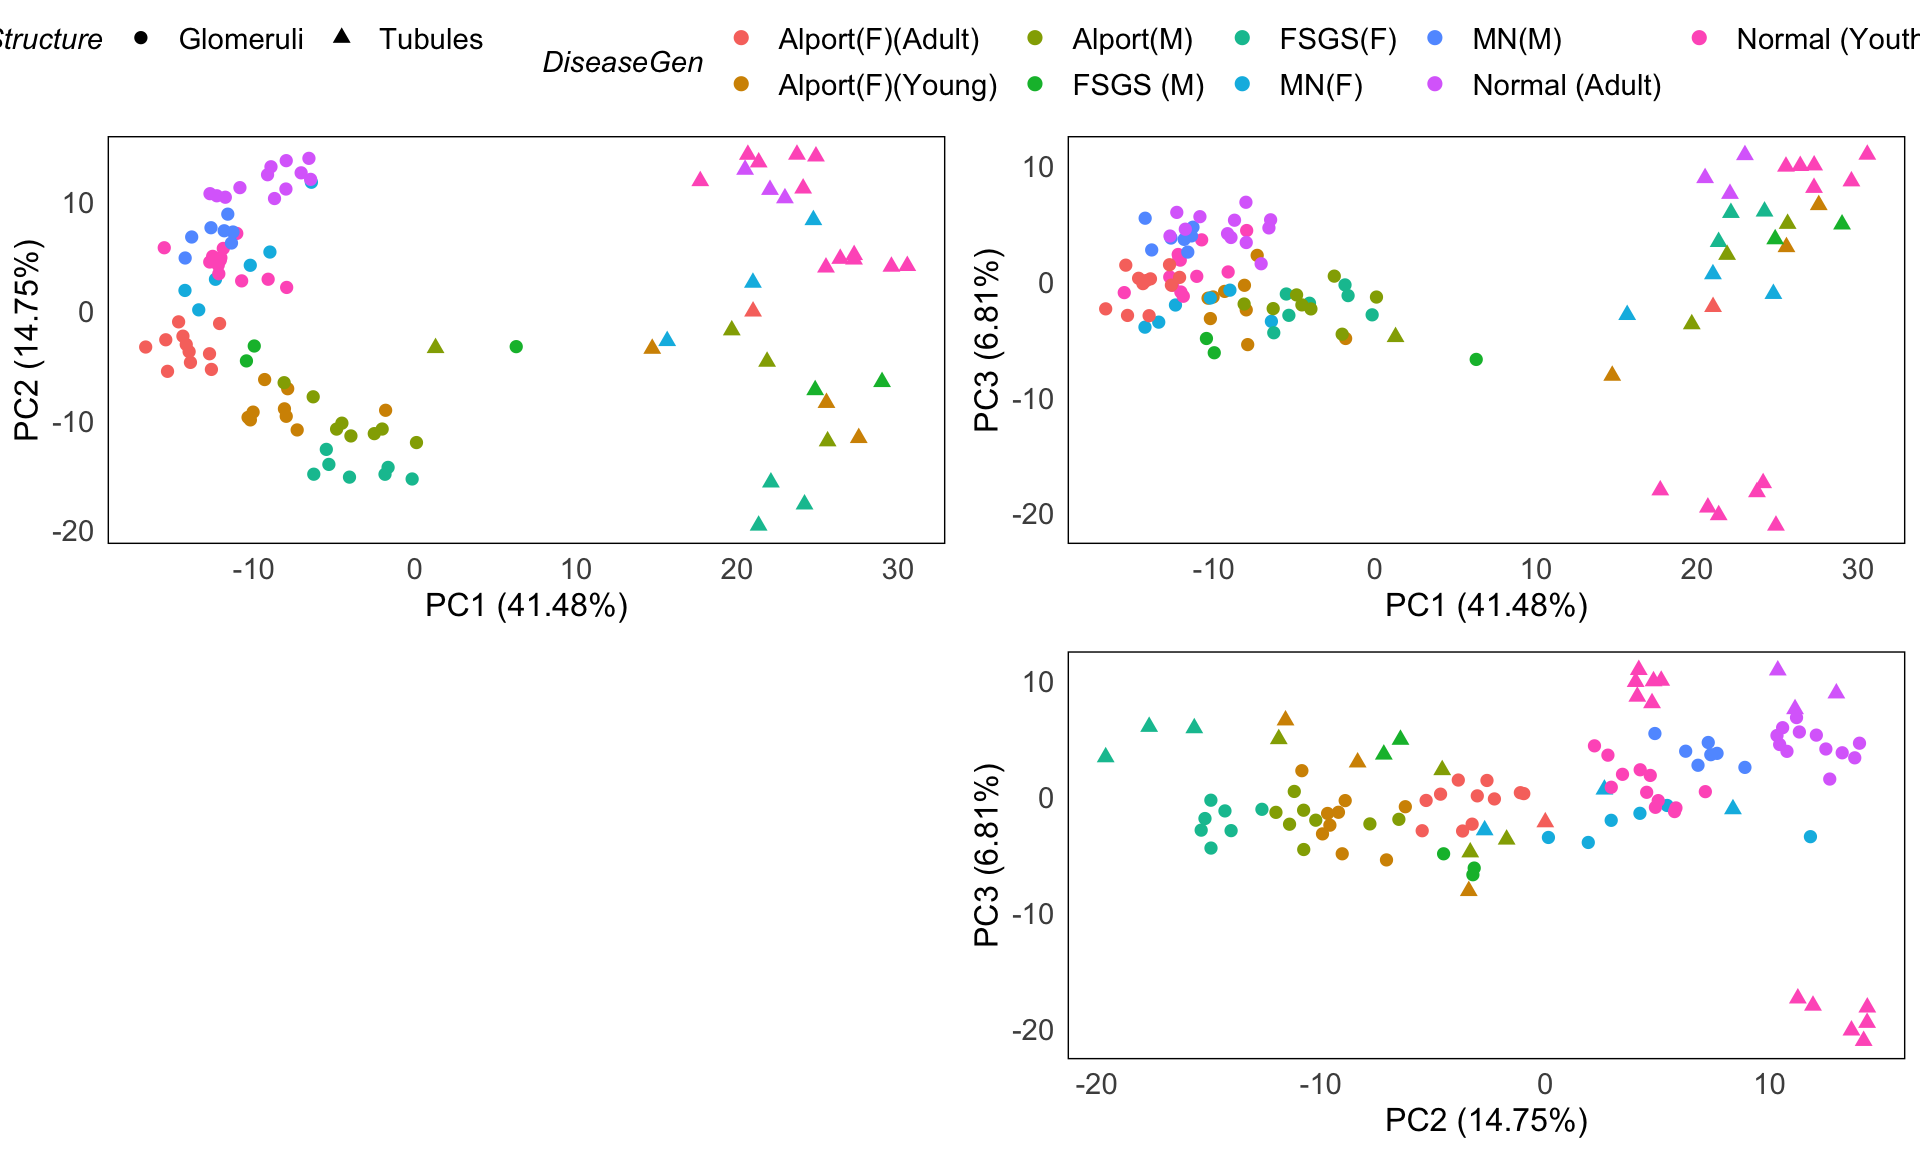 Structure Glomeruli Tubules
DiseaseGen
Alport(F)(Adult) Alport(M) FSGS(F) MN(M) Normal (Youth
Alport(F)(Young) FSGS (M) MN(F) Normal (Adult)
10
0
-10
-20
PC2 (14.75%)
-10 0 10 20 30
PC1 (41.48%)
10
0
-10
-20
PC3 (6.81%)
-10 0 10 20 30
PC1 (41.48%)
10
0
-10
-20
PC3 (6.81%)
-20 -10 0 10
PC2 (14.75%)